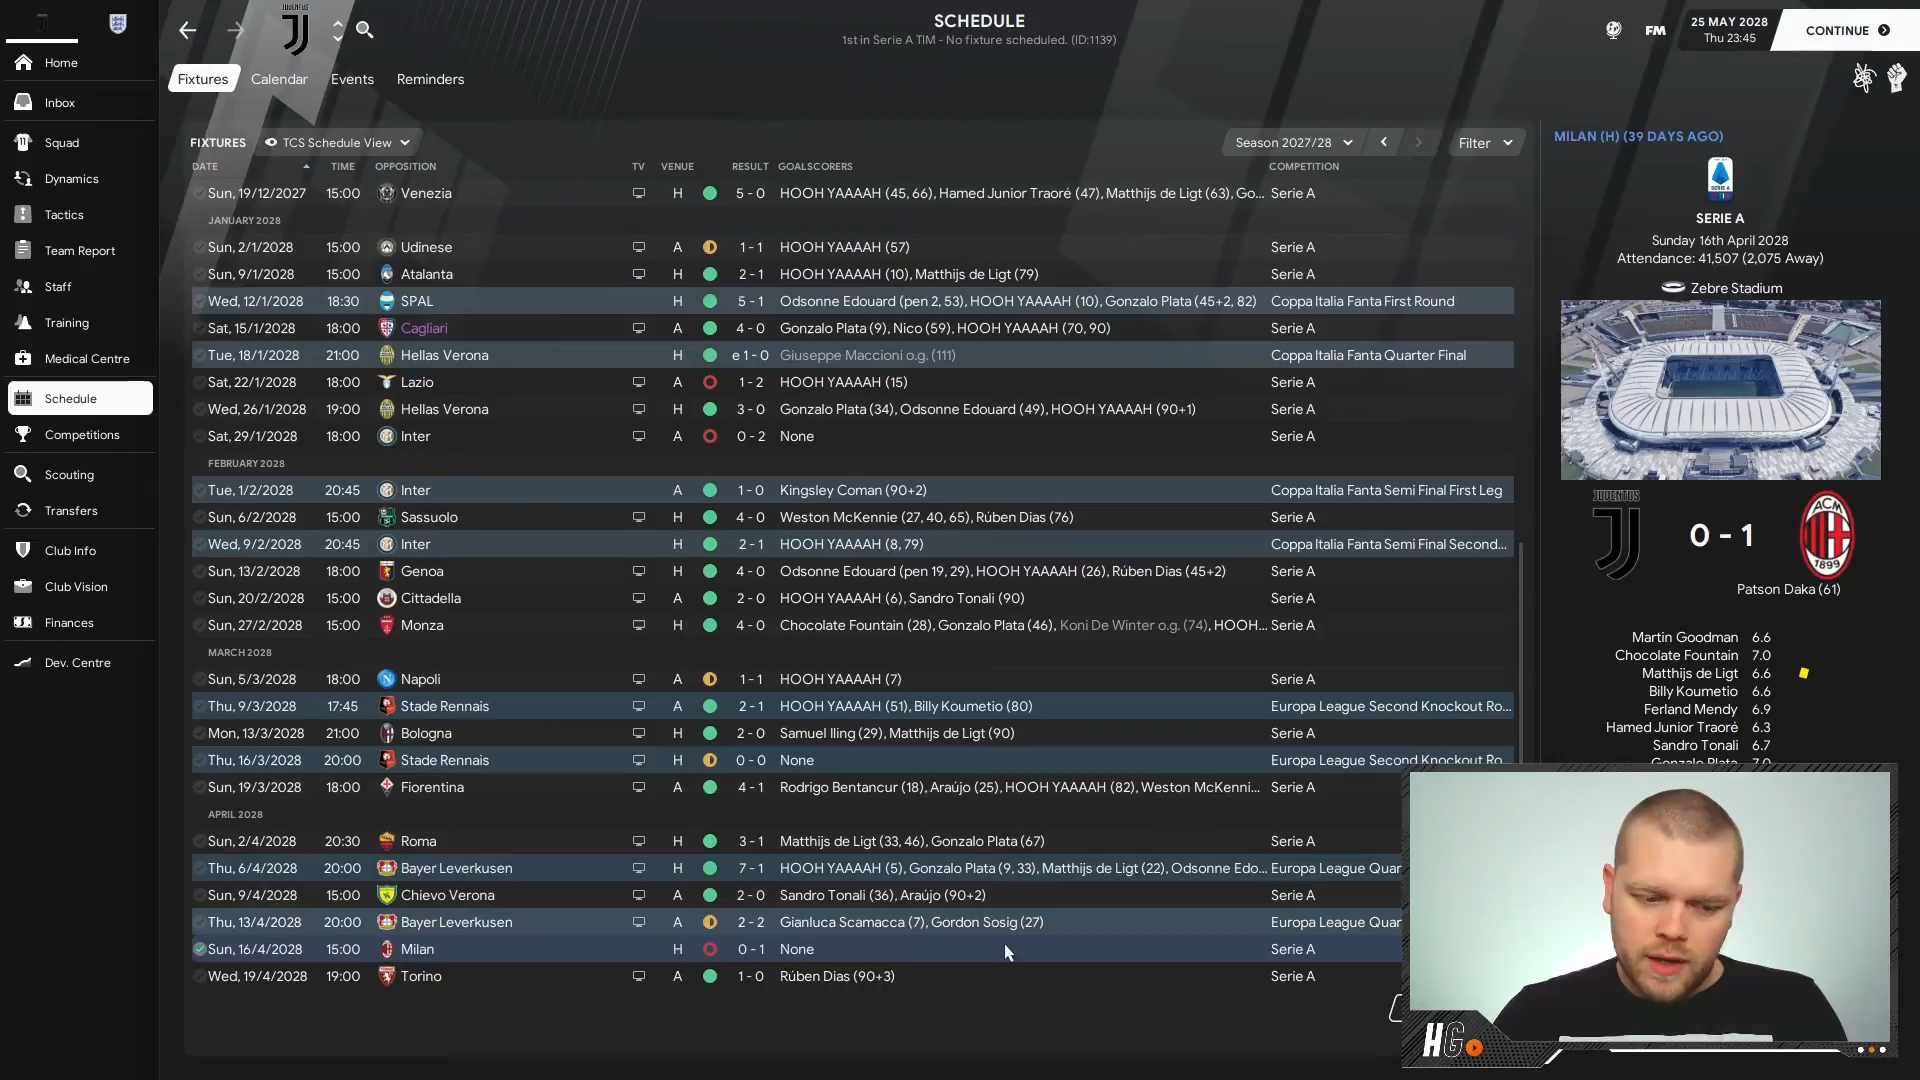 SCHEDULE
1st in Serie A TIM - No fixture scheduled. (ID:1139)
FM
25 MAY 2028
Thu 23:45
CONTINUE
JUVENTUS
Home
Inbox
Squad
Dynamics
Tactics
Team Report
Staff
Training
Medical Centre
Schedule
Competitions
Scouting
Transfers
Club Info
Club Vision
Finances
Dev. Centre
Fixtures Calendar Events Reminders
FIXTURES TCS Schedule View Season 2027/28 Filter
DATE TIME OPPOSITION TV VENUE RESULT GOALSCORERS COMPETITION
Sun, 19/12/2027 15:00 Venezia H 5 - 0 HOOH YAAAAH (45, 66), Hamed Junior Traoré (47), Matthijs de Ligt (63), Go... Serie A
JANUARY 2028
Sun, 2/1/2028 15:00 Udinese A 1 - 1 HOOH YAAAAH (57) Serie A
Sun, 9/1/2028 15:00 Atalanta H 2 - 1 HOOH YAAAAH (10), Matthijs de Ligt (79) Serie A
Wed, 12/1/2028 18:30 SPAL H 5 - 1 Odsonne Edouard (pen 2, 53), HOOH YAAAAH (10), Gonzalo Plata (45+2, 82) Coppa Italia Fanta First Round
Sat, 15/1/2028 18:00 Cagliari A 4 - 0 Gonzalo Plata (9), Nico (59), HOOH YAAAAH (70, 90) Serie A
Tue, 18/1/2028 21:00 Hellas Verona H e 1 - 0 Giuseppe Maccioni o.g. (111) Coppa Italia Fanta Quarter Final
Sat, 22/1/2028 18:00 Lazio A 1 - 2 HOOH YAAAAH (15) Serie A
Wed, 26/1/2028 19:00 Hellas Verona H 3 - 0 Gonzalo Plata (34), Odsonne Edouard (49), HOOH YAAAAH (90+1) Serie A
Sat, 29/1/2028 18:00 Inter A 0 - 2 None Serie A
FEBRUARY 2028
Tue, 1/2/2028 20:45 Inter A 1 - 0 Kingsley Coman (90+2) Coppa Italia Fanta Semi Final First Leg
Sun, 6/2/2028 15:00 Sassuolo H 4 - 0 Weston McKennie (27, 40, 65), Rúben Dias (76) Serie A
Wed, 9/2/2028 20:45 Inter H 2 - 1 HOOH YAAAAH (8, 79) Coppa Italia Fanta Semi Final Second...
Sun, 13/2/2028 18:00 Genoa H 4 - 0 Odsonne Edouard (pen 19, 29), HOOH YAAAAH (26), Rúben Dias (45+2) Serie A
Sun, 20/2/2028 15:00 Cittadella A 2 - 0 HOOH YAAAAH (6), Sandro Tonali (90) Serie A
Sun, 27/2/2028 15:00 Monza H 4 - 0 Chocolate Fountain (28), Gonzalo Plata (46), Koni De Winter o.g. (74), HOOH... Serie A
MARCH 2028
Sun, 5/3/2028 18:00 Napoli A 1 - 1 HOOH YAAAAH (7) Serie A
Thu, 9/3/2028 17:45 Stade Rennais A 2 - 1 HOOH YAAAAH (51), Billy Koumetio (80) Europa League Second Knockout Ro...
Mon, 13/3/2028 21:00 Bologna H 2 - 0 Samuel Iling (29), Matthijs de Ligt (90) Serie A
Thu, 16/3/2028 20:00 Stade Rennais H 0 - 0 None Europa League Second Knockout Ro
Sun, 19/3/2028 18:00 Fiorentina A 4 - 1 Rodrigo Bentancur (18), Araújo (25), HOOH YAAAAH (82), Weston McKenni... Serie A
APRIL 2028
Sun, 2/4/2028 20:30 Roma H 3 - 1 Matthijs de Ligt (33, 46), Gonzalo Plata (67) Serie A
Thu, 6/4/2028 20:00 Bayer Leverkusen H 7 - 1 HOOH YAAAAH (5), Gonzalo Plata (9, 33), Matthijs de Ligt (22), Odsonne Edo... Europa League Quar
Sun, 9/4/2028 15:00 Chievo Verona A 2 - 0 Sandro Tonali (36), Araújo (90+2) Serie A
Thu, 13/4/2028 20:00 Bayer Leverkusen A 2 - 2 Gianluca Scamacca (7), Gordon Sosig (27) Europa League Quar
Sun, 16/4/2028 15:00 Milan H 0 - 1 None Serie A
Wed, 19/4/2028 19:00 Torino A 1 - 0 Rúben Dias (90+3) Serie A
MILAN (H) (39 DAYS AGO)
SERIE A
SERIE A
Sunday 16th April 2028
Attendance: 41,507 (2,075 Away)
Zebre Stadium
JUVENTUS
0 - 1
ACM
1899
Patson Daka (61)
Martin Goodman 6.6
Chocolate Fountain 7.0
Matthijs de Ligt 6.6
Billy Koumetio 6.6
Ferland Mendy 6.9
Hamed Junior Traoré 6.3
Sandro Tonali 6.7
Gonzalo Plata 7.0
HG